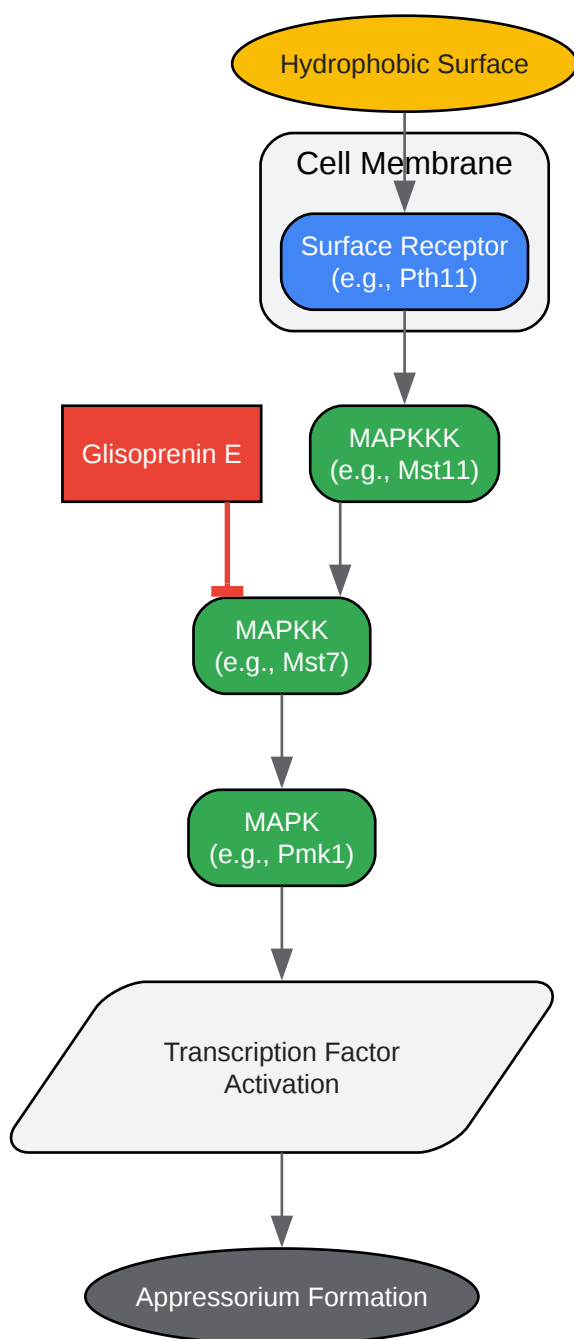 Hydrophobic Surface
Cell Membrane
Surface Receptor
(e.g., Pth11)
Glisoprenin E
MAPKKK
(e.g., Mst11)
MAPKK
(e.g., Mst7)
MAPK
(e.g., Pmk1)
Transcription Factor
Activation
Appressorium Formation